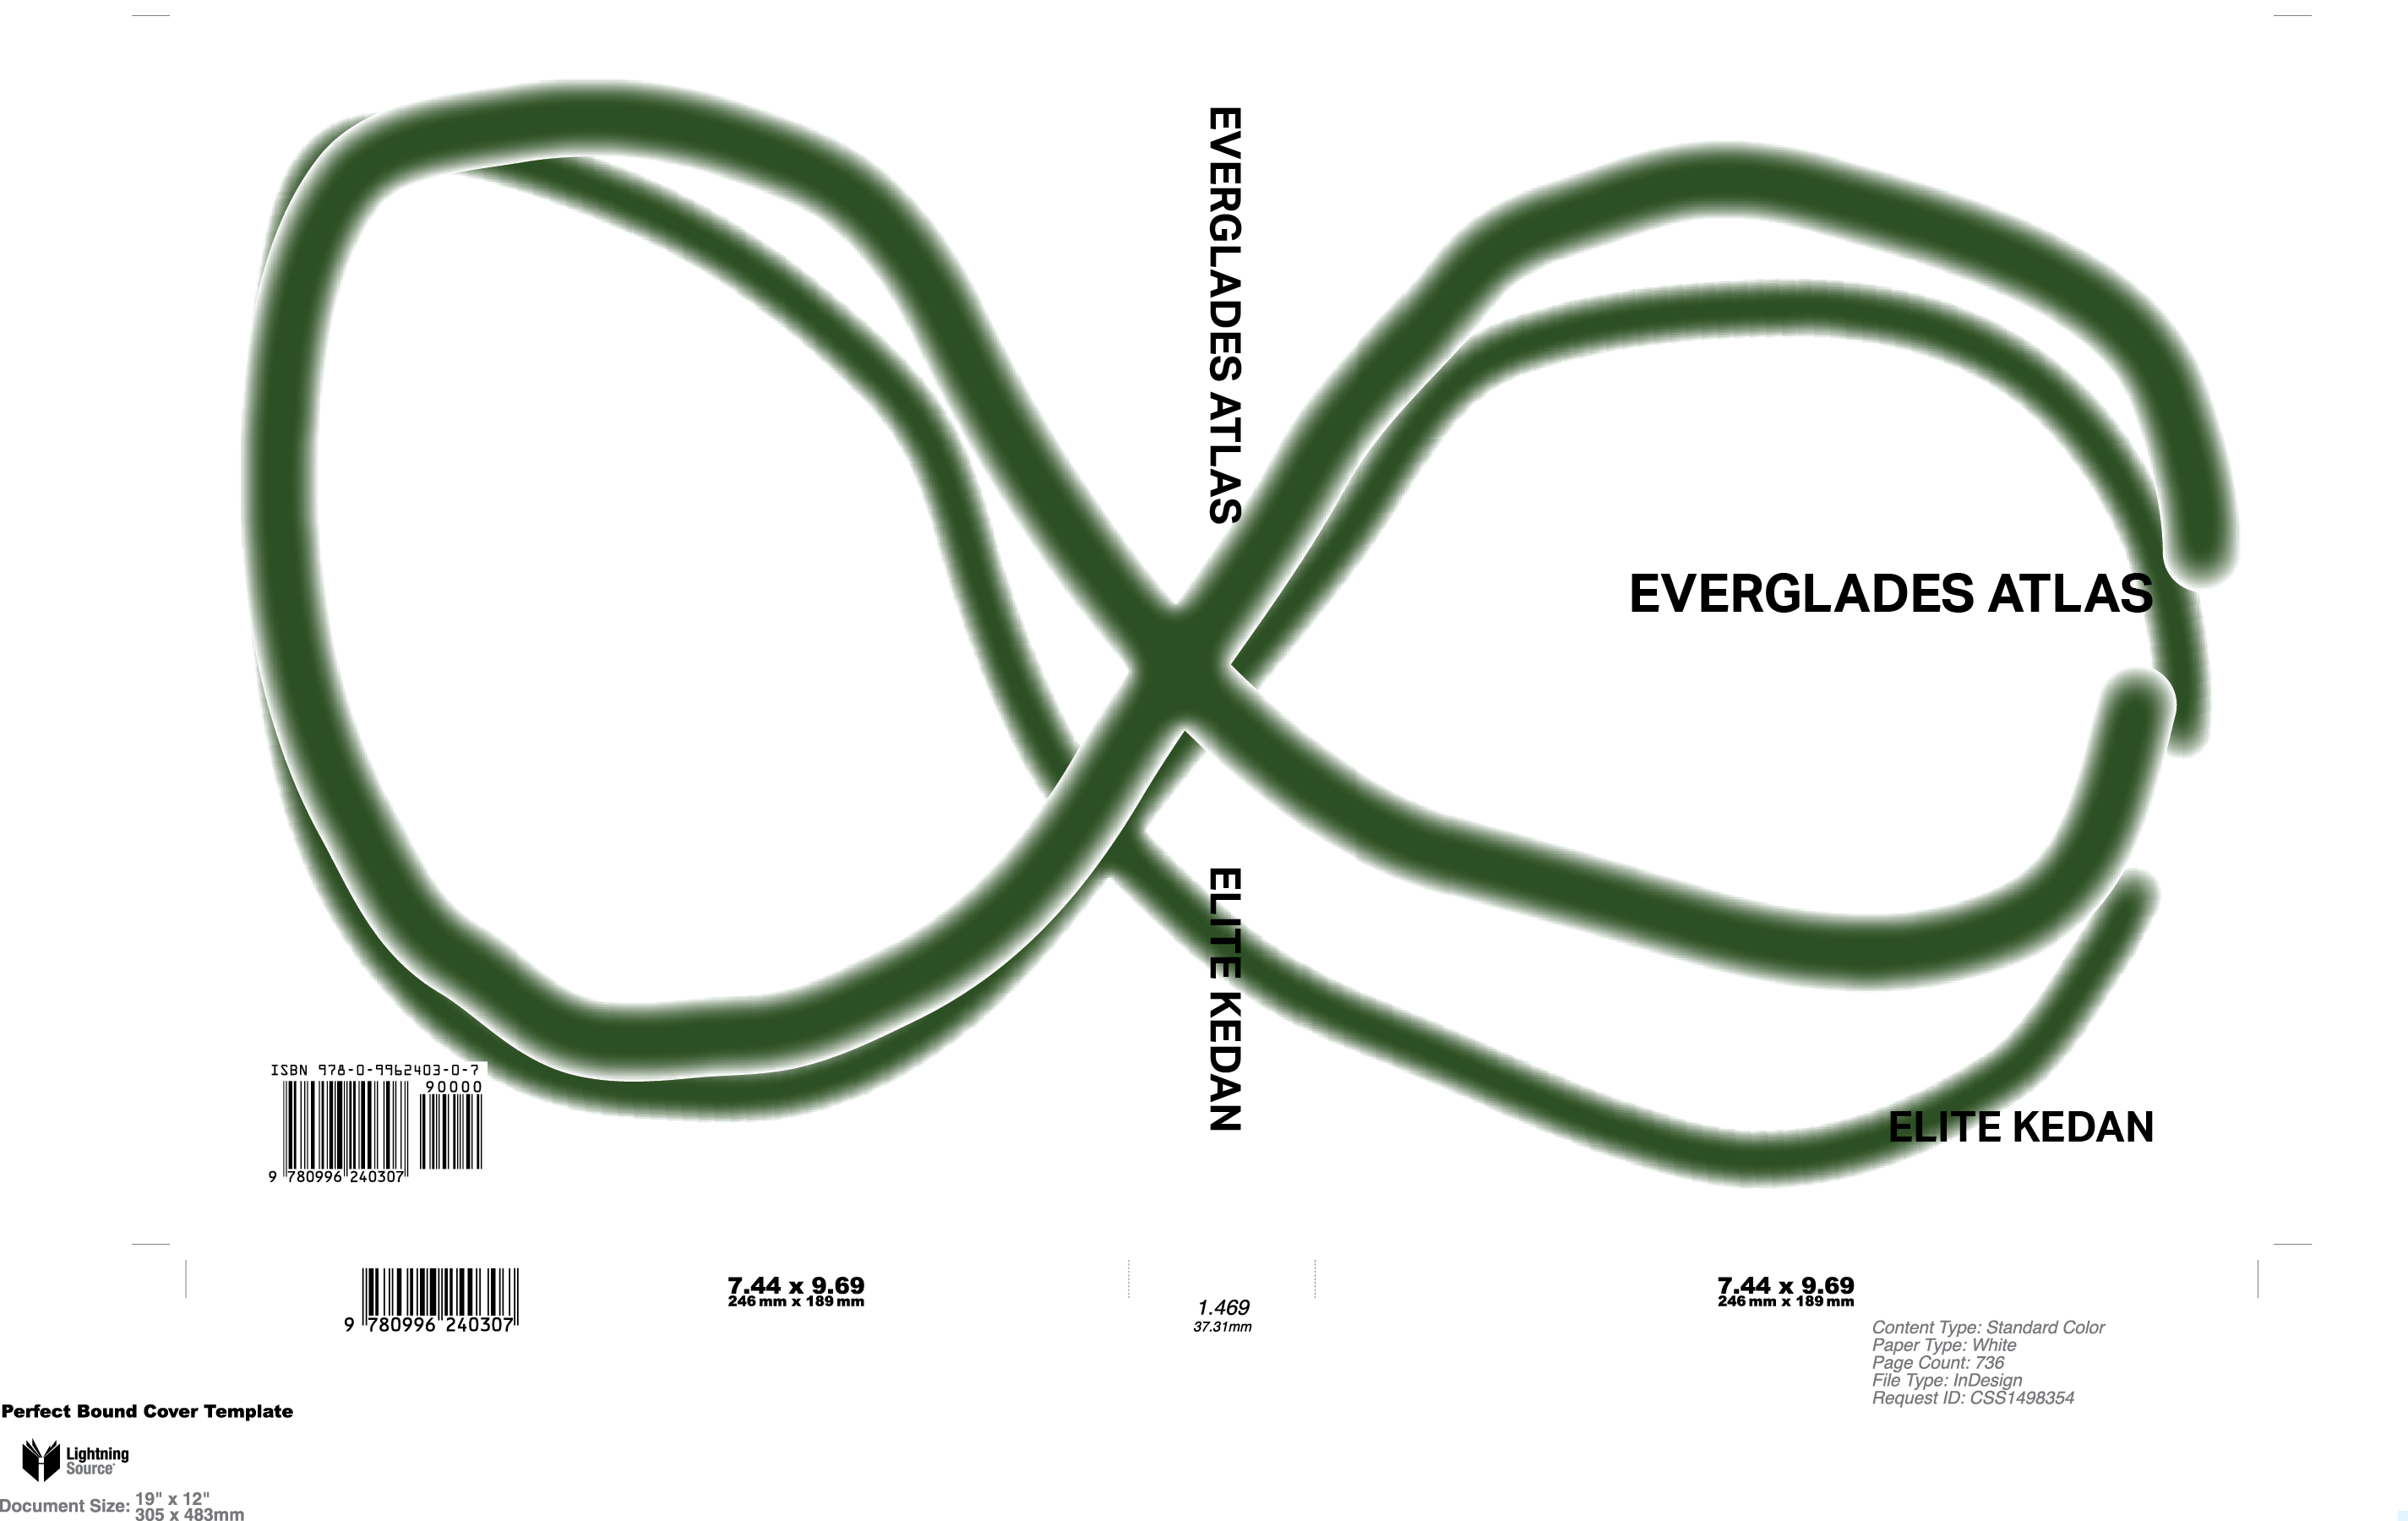 EVERGLADES ATLAS
EVERGLADES ATLAS
ELITE KEDAN
ELITE KEDAN
ISBN 978-0-9962403-0-7
90000
9 780996 240307
9 780996 240307
7.44 x 9.69
246 mm x 189 mm
1.469
37.31mm
7.44 x 9.69
246 mm x 189 mm
Content Type: Standard Color
Paper Type: White
Page Count: 736
File Type: InDesign
Request ID: CSS1498354
Perfect Bound Cover Template
Lightning
Source
Document Size: 19" x 12"
305 x 483mm